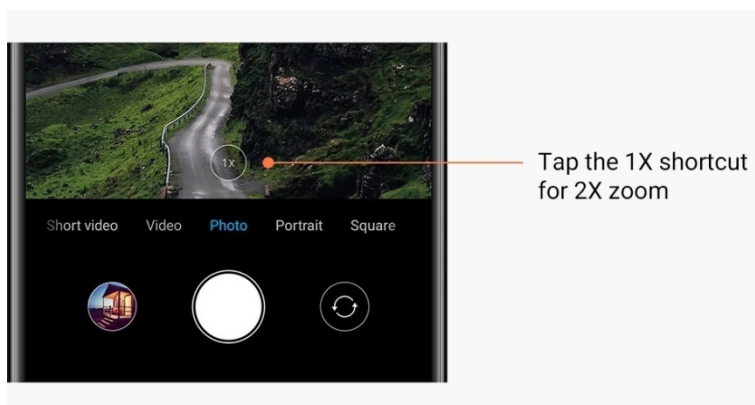 1X
Tap the 1X shortcut
for 2X zoom
Short video Video Photo Portrait Square